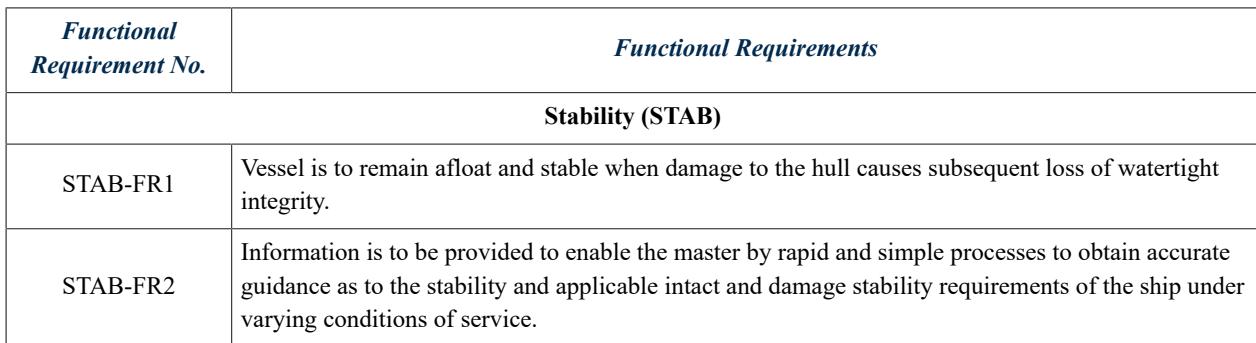 Functional
Requirement No.
Functional Requirements
Stability (STAB)
STAB-FR1
Vessel is to remain afloat and stable when damage to the hull causes subsequent loss of watertight
integrity.
STAB-FR2
Information is to be provided to enable the master by rapid and simple processes to obtain accurate
guidance as to the stability and applicable intact and damage stability requirements of the ship under
varying conditions of service.